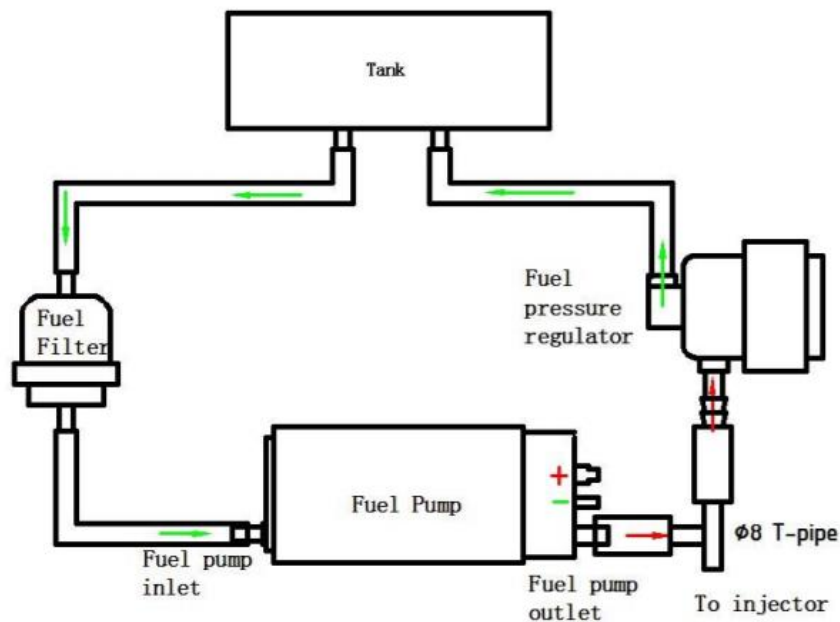 Tank
Fuel
Filter
Fuel
pressure
regulator
Fuel Pump
+
-
Fuel pump
inlet
Fuel pump
outlet
ϕ8 T-pipe
To injector